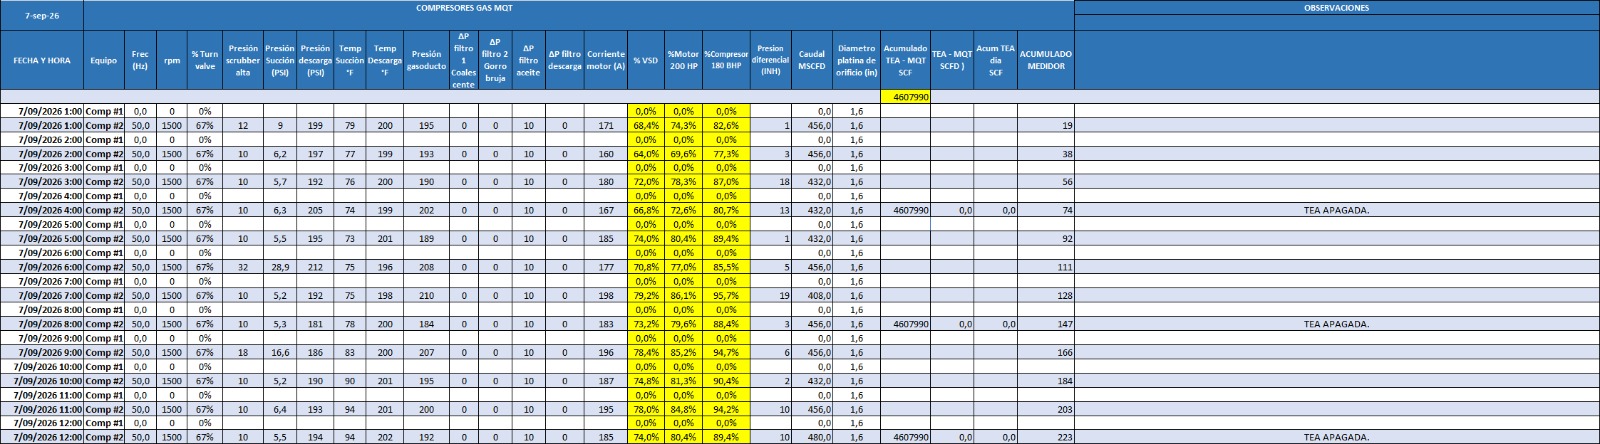 7-sep-26 COMPRESORES GAS MQT OBSERVACIONES
FECHA Y HORA Equipo Frec (Hz) rpm % Turn valve Presión scrubber alta Presión Succión (PSI) Presión descarga (PSI) Temp Succión °F Temp Descarga °F Presión gasoducto ΔP filtro 1 Coales cente ΔP filtro 2 Gorro bruja ΔP filtro aceite ΔP filtro descarga Corriente motor (A) % VSD %Motor 200 HP %Compresor 180 BHP Presion diferencial (INH) Caudal MSCFD Diametro platina de orificio (in) Acumulado TEA - MQT SCF TEA - MQT SCFD ) Acum TEA dia SCF ACUMULADO MEDIDOR
4607990
7/09/2026 1:00 Comp #1 0,0 0 0% 0,0% 0,0% 0,0% 0,0 1,6
7/09/2026 1:00 Comp #2 50,0 1500 67% 12 9 199 79 200 195 0 0 10 0 171 68,4% 74,3% 82,6% 1 456,0 1,6 19
7/09/2026 2:00 Comp #1 0,0 0 0% 0,0% 0,0% 0,0% 0,0 1,6
7/09/2026 2:00 Comp #2 50,0 1500 67% 10 6,2 197 77 199 193 0 0 10 0 160 64,0% 69,6% 77,3% 3 456,0 1,6 38
7/09/2026 3:00 Comp #1 0,0 0 0% 0,0% 0,0% 0,0% 0,0 1,6
7/09/2026 3:00 Comp #2 50,0 1500 67% 10 5,7 192 76 200 190 0 0 10 0 180 72,0% 78,3% 87,0% 18 432,0 1,6 56
7/09/2026 4:00 Comp #1 0,0 0 0% 0,0% 0,0% 0,0% 0,0 1,6
7/09/2026 4:00 Comp #2 50,0 1500 67% 10 6,3 205 74 199 202 0 0 10 0 167 66,8% 72,6% 80,7% 13 432,0 1,6 4607990 0,0 0,0 74 TEA APAGADA.
7/09/2026 5:00 Comp #1 0,0 0 0% 0,0% 0,0% 0,0% 0,0 1,6
7/09/2026 5:00 Comp #2 50,0 1500 67% 10 5,5 195 73 201 189 0 0 10 0 185 74,0% 80,4% 89,4% 1 432,0 1,6 92
7/09/2026 6:00 Comp #1 0,0 0 0% 0,0% 0,0% 0,0% 0,0 1,6
7/09/2026 6:00 Comp #2 50,0 1500 67% 32 28,9 212 75 196 208 0 0 10 0 177 70,8% 77,0% 85,5% 5 456,0 1,6 111
7/09/2026 7:00 Comp #1 0,0 0 0% 0,0% 0,0% 0,0% 0,0 1,6
7/09/2026 7:00 Comp #2 50,0 1500 67% 10 5,2 192 75 198 210 0 0 10 0 198 79,2% 86,1% 95,7% 19 408,0 1,6 128
7/09/2026 8:00 Comp #1 0,0 0 0% 0,0% 0,0% 0,0% 0,0 1,6
7/09/2026 8:00 Comp #2 50,0 1500 67% 10 5,3 181 78 200 184 0 0 10 0 183 73,2% 79,6% 88,4% 3 456,0 1,6 4607990 0,0 0,0 147 TEA APAGADA.
7/09/2026 9:00 Comp #1 0,0 0 0% 0,0% 0,0% 0,0% 0,0 1,6
7/09/2026 9:00 Comp #2 50,0 1500 67% 18 16,6 186 83 200 207 0 0 10 0 196 78,4% 85,2% 94,7% 6 456,0 1,6 166
7/09/2026 10:00 Comp #1 0,0 0 0% 0,0% 0,0% 0,0% 0,0 1,6
7/09/2026 10:00 Comp #2 50,0 1500 67% 10 5,2 190 90 201 195 0 0 10 0 187 74,8% 81,3% 90,4% 2 432,0 1,6 184
7/09/2026 11:00 Comp #1 0,0 0 0% 0,0% 0,0% 0,0% 0,0 1,6
7/09/2026 11:00 Comp #2 50,0 1500 67% 10 6,4 193 94 201 200 0 0 10 0 195 78,0% 84,8% 94,2% 10 456,0 1,6 203
7/09/2026 12:00 Comp #1 0,0 0 0% 0,0% 0,0% 0,0% 0,0 1,6
7/09/2026 12:00 Comp #2 50,0 1500 67% 10 5,5 194 94 202 192 0 0 10 0 185 74,0% 80,4% 89,4% 10 480,0 1,6 4607990 0,0 0,0 223 TEA APAGADA.